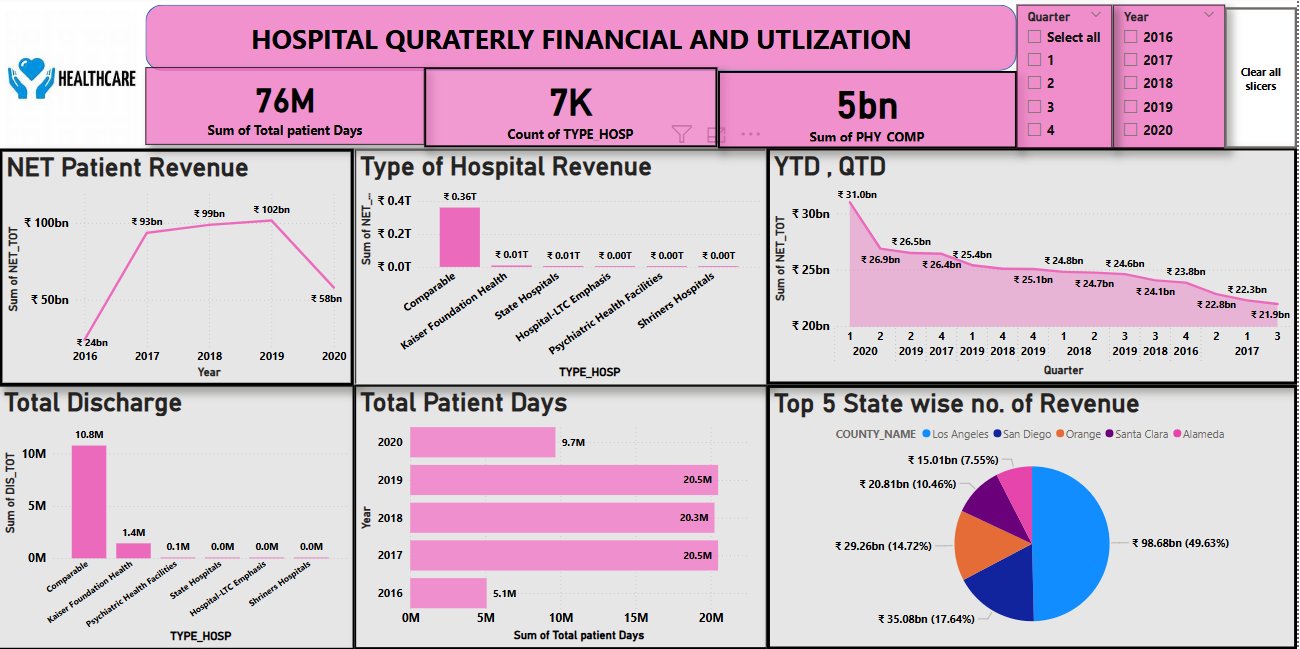 HEALTHCARE
HOSPITAL QURATERLY FINANCIAL AND UTLIZATION
76M
Sum of Total patient Days
7K
Count of TYPE_HOSP
5bn
Sum of PHY_COMP
Quarter
Select all
1
2
3
4
Year
2016
2017
2018
2019
2020
Clear all
slicers
NET Patient Revenue
Sum of NET_TOT
₹ 100bn
₹ 50bn
₹ 24bn
₹ 93bn
₹ 99bn
₹ 102bn
₹ 58bn
2016 2017 2018 2019 2020
Year
Type of Hospital Revenue
Sum of NET_...
₹ 0.4T
₹ 0.2T
₹ 0.0T
₹ 0.36T
₹ 0.01T
₹ 0.01T
₹ 0.00T
₹ 0.00T
₹ 0.00T
Comparable
Kaiser Foundation Health
State Hospitals
Hospital-LTC Emphasis
Psychiatric Health Facilities
Shriners Hospitals
TYPE_HOSP
YTD , QTD
Sum of NET_TOT
₹ 30bn
₹ 25bn
₹ 20bn
₹ 31.0bn
₹ 26.9bn
₹ 26.5bn
₹ 26.4bn
₹ 25.4bn
₹ 25.1bn
₹ 24.8bn
₹ 24.7bn
₹ 24.6bn
₹ 24.1bn
₹ 23.8bn
₹ 22.8bn
₹ 22.3bn
₹ 21.9bn
1 2 2 4 1 4 4 1 2 3 3 4 2 1 3
2020 2019 2017 2019 2018 2019 2018 2019 2018 2016 2017
Quarter
Total Discharge
Sum of DIS_TOT
10M
5M
0M
10.8M
1.4M
0.1M
0.0M
0.0M
0.0M
Comparable
Kaiser Foundation Health
Psychiatric Health Facilities
State Hospitals
Hospital-LTC Emphasis
Shriners Hospitals
TYPE_HOSP
Total Patient Days
Year
2020 9.7M
2019 20.5M
2018 20.3M
2017 20.5M
2016 5.1M
0M 5M 10M 15M 20M
Sum of Total patient Days
Top 5 State wise no. of Revenue
COUNTY_NAME Los Angeles San Diego Orange Santa Clara Alameda
₹ 15.01bn (7.55%)
₹ 20.81bn (10.46%)
₹ 29.26bn (14.72%)
₹ 98.68bn (49.63%)
₹ 35.08bn (17.64%)